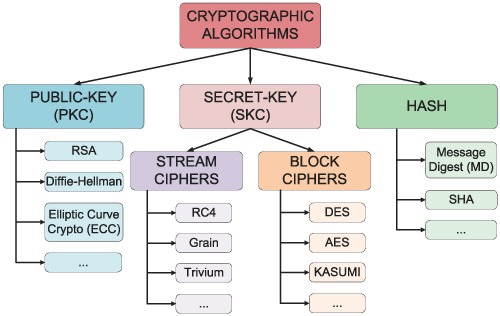 CRYPTOGRAPHIC
ALGORITHMS
PUBLIC-KEY
(PKC)
SECRET-KEY
(SKC)
HASH
RSA
Diffie-Hellman
Elliptic Curve
Crypto (ECC)
...
STREAM
CIPHERS
RC4
Grain
Trivium
...
BLOCK
CIPHERS
DES
AES
KASUMI
...
Message
Digest (MD)
SHA
...